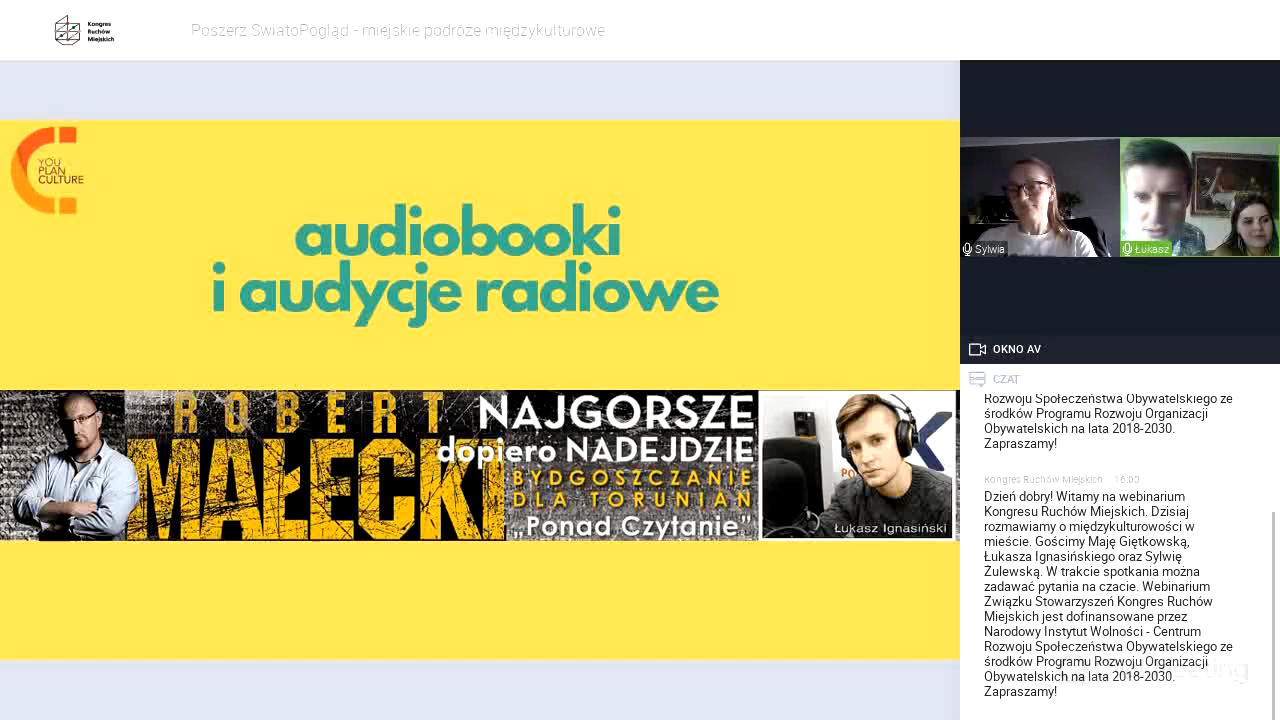 Kongres
Ruchów
Miejskich
Poszerz SwiatoPogląd - miejskie podróże międzykulturowe
YOU
PLAN
CULTURE
audiobooki
i audycje radiowe
ROBERT
MAŁECKI
NAJGORSZE
dopiero NADEJDZIE
BYDGOSZCZANIE
DLA TORUNIAN
„Ponad Czytanie”
Łukasz Ignasiński
Sylwia
Łukasz
OKNO AV
CZAT
Rozwoju Społeczeństwa Obywatelskiego ze
środków Programu Rozwoju Organizacji
Obywatelskich na lata 2018-2030.
Zapraszamy!
Kongres Ruchów Miejskich 16:00
Dzień dobry! Witamy na webinarium
Kongresu Ruchów Miejskich. Dzisiaj
rozmawiamy o międzykulturowości w
mieście. Gościmy Maję Giętkowską,
Łukasza Ignasińskiego oraz Sylwię
Żulewską. W trakcie spotkania można
zadawać pytania na czacie. Webinarium
Związku Stowarzyszeń Kongres Ruchów
Miejskich jest dofinansowane przez
Narodowy Instytut Wolności - Centrum
Rozwoju Społeczeństwa Obywatelskiego ze
środków Programu Rozwoju Organizacji
Obywatelskich na lata 2018-2030.
Zapraszamy!